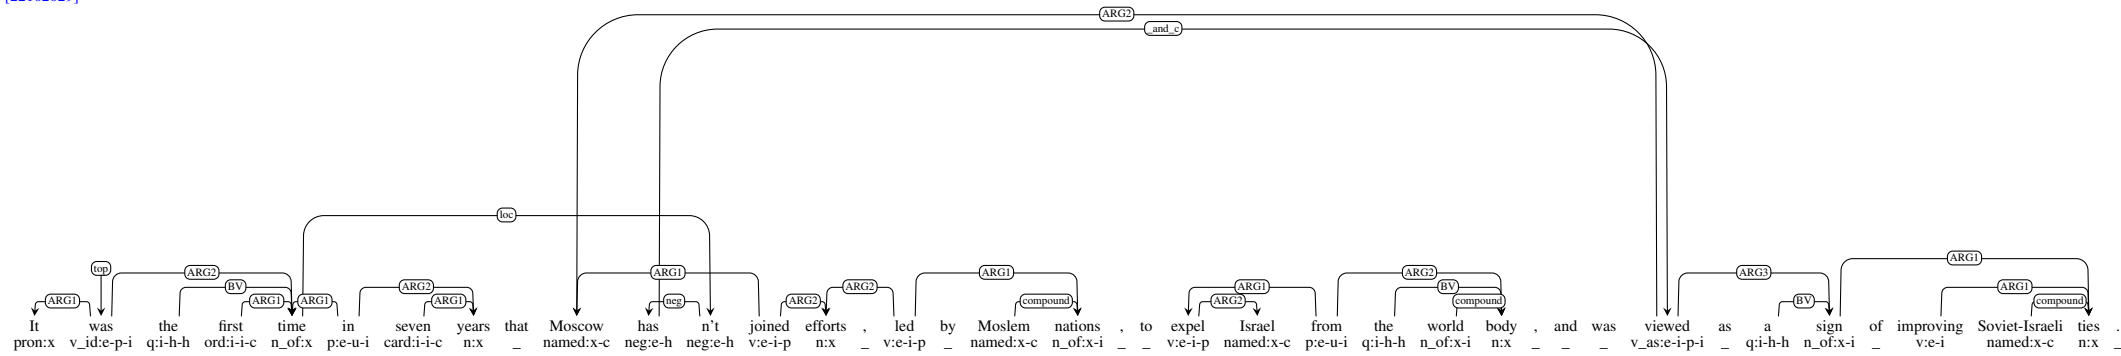 [22102029]
ARG2
_and_c
loc
top ARG2 ARG1 ARG1 ARG2 ARG3 ARG1
ARG1 BV ARG1 ARG1 ARG2 ARG1 neg ARG2 ARG2 compound ARG1 ARG2 BV compound BV ARG1 compound
It was the first time in seven years that Moscow has n't joined efforts , led by Moslem nations , to expel Israel from the world body , and was viewed as a sign of improving Soviet-Israeli ties .
pron:x v_id:e-p-i q:i-h-h ord:i-i-c n_of:x p:e-u-i card:i-i-c n:x _ named:x-c neg:e-h neg:e-h v:e-i-p n:x _ v:e-i-p _ named:x-c n_of:x-i _ _ v:e-i-p named:x-c p:e-u-i q:i-h-h n_of:x-i n:x _ _ _ v_as:e-i-p-i _ q:i-h-h n_of:x-i _ v:e-i named:x-c n:x _